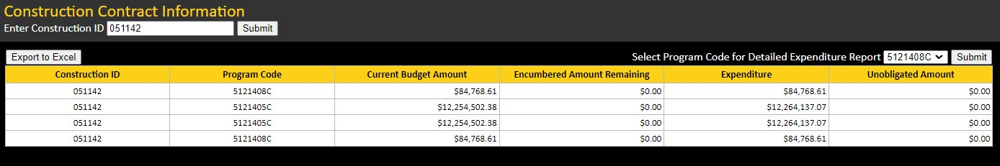 Construction Contract Information
Enter Construction ID 051142 Submit
Export to Excel Select Program Code for Detailed Expenditure Report 5121408C Submit
Construction ID Program Code Current Budget Amount Encumbered Amount Remaining Expenditure Unobligated Amount
051142 5121408C $84,768.61 $0.00 $84,768.61 $0.00
051142 5121405C $12,254,502.38 $0.00 $12,264,137.07 $0.00
051142 5121405C $12,254,502.38 $0.00 $12,264,137.07 $0.00
051142 5121408C $84,768.61 $0.00 $84,768.61 $0.00